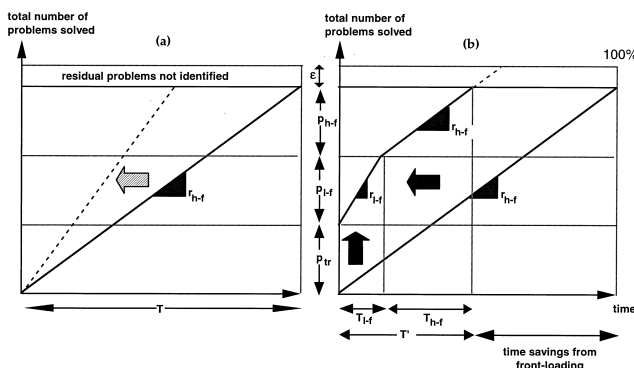 total number of
problems solved
(a)
residual problems not identified
r h-f
T
total number of
problems solved
(b)
100%
ε
p h-f
p l-f
p tr
r h-f
r l-f
r h-f
time
T l-f
T h-f
T'
time savings from
front-loading